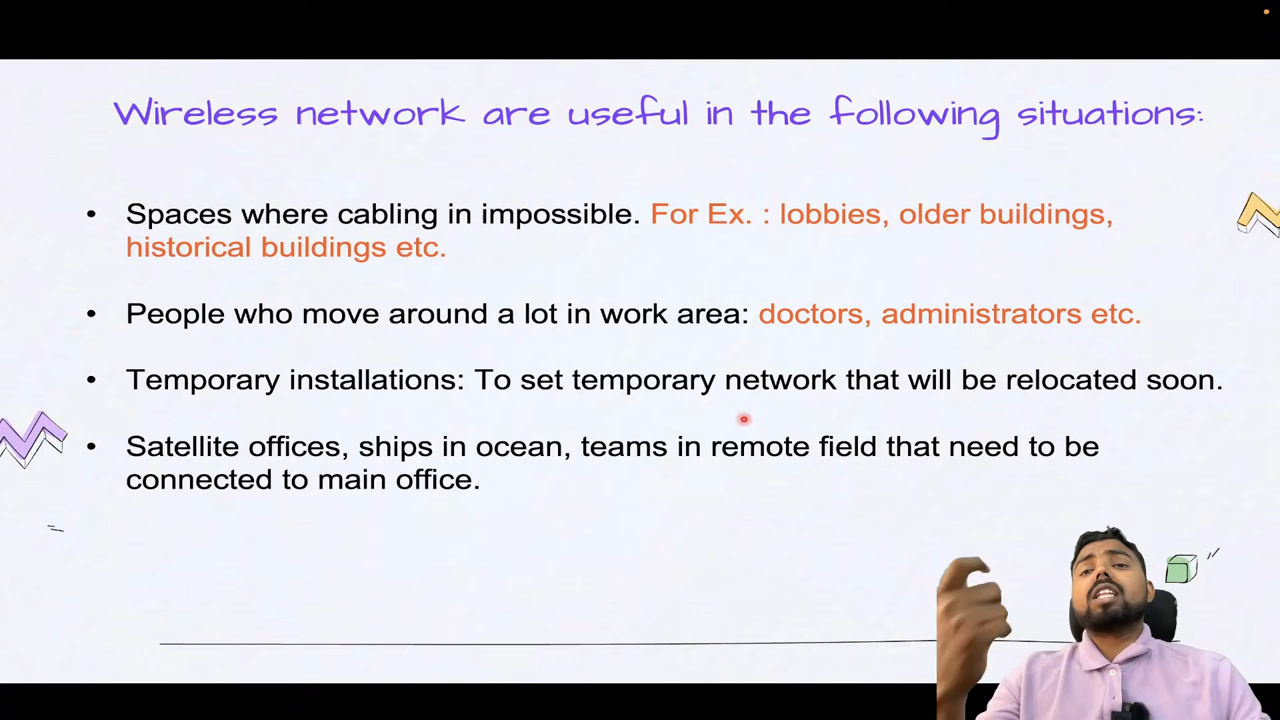 Wireless network are useful in the following situations:
• Spaces where cabling in impossible. For Ex. : lobbies, older buildings,
historical buildings etc.
• People who move around a lot in work area: doctors, administrators etc.
• Temporary installations: To set temporary network that will be relocated soon.
• Satellite offices, ships in ocean, teams in remote field that need to be
connected to main office.